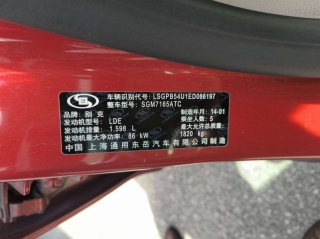 车辆识别代号: LSGPB54U1ED086197
整车型号: SGM7165ATC
品牌: 别克 制造年月: 14-01
发动机型号: LDE 乘坐人数: 5
发动机排量: 1.598 L 最大允许总质量:
发动机最大净功率: 86 kW 1820 kg
中国 上海通用东岳汽车有限公司制造